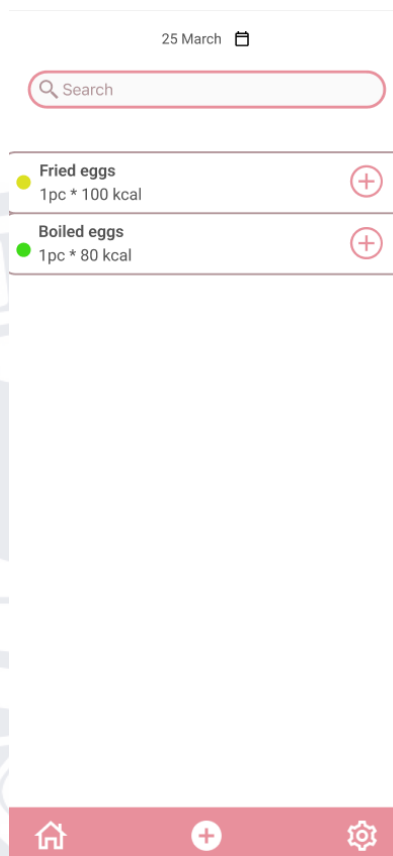 25 March
Search
Fried eggs
1pc * 100 kcal
Boiled eggs
1pc * 80 kcal